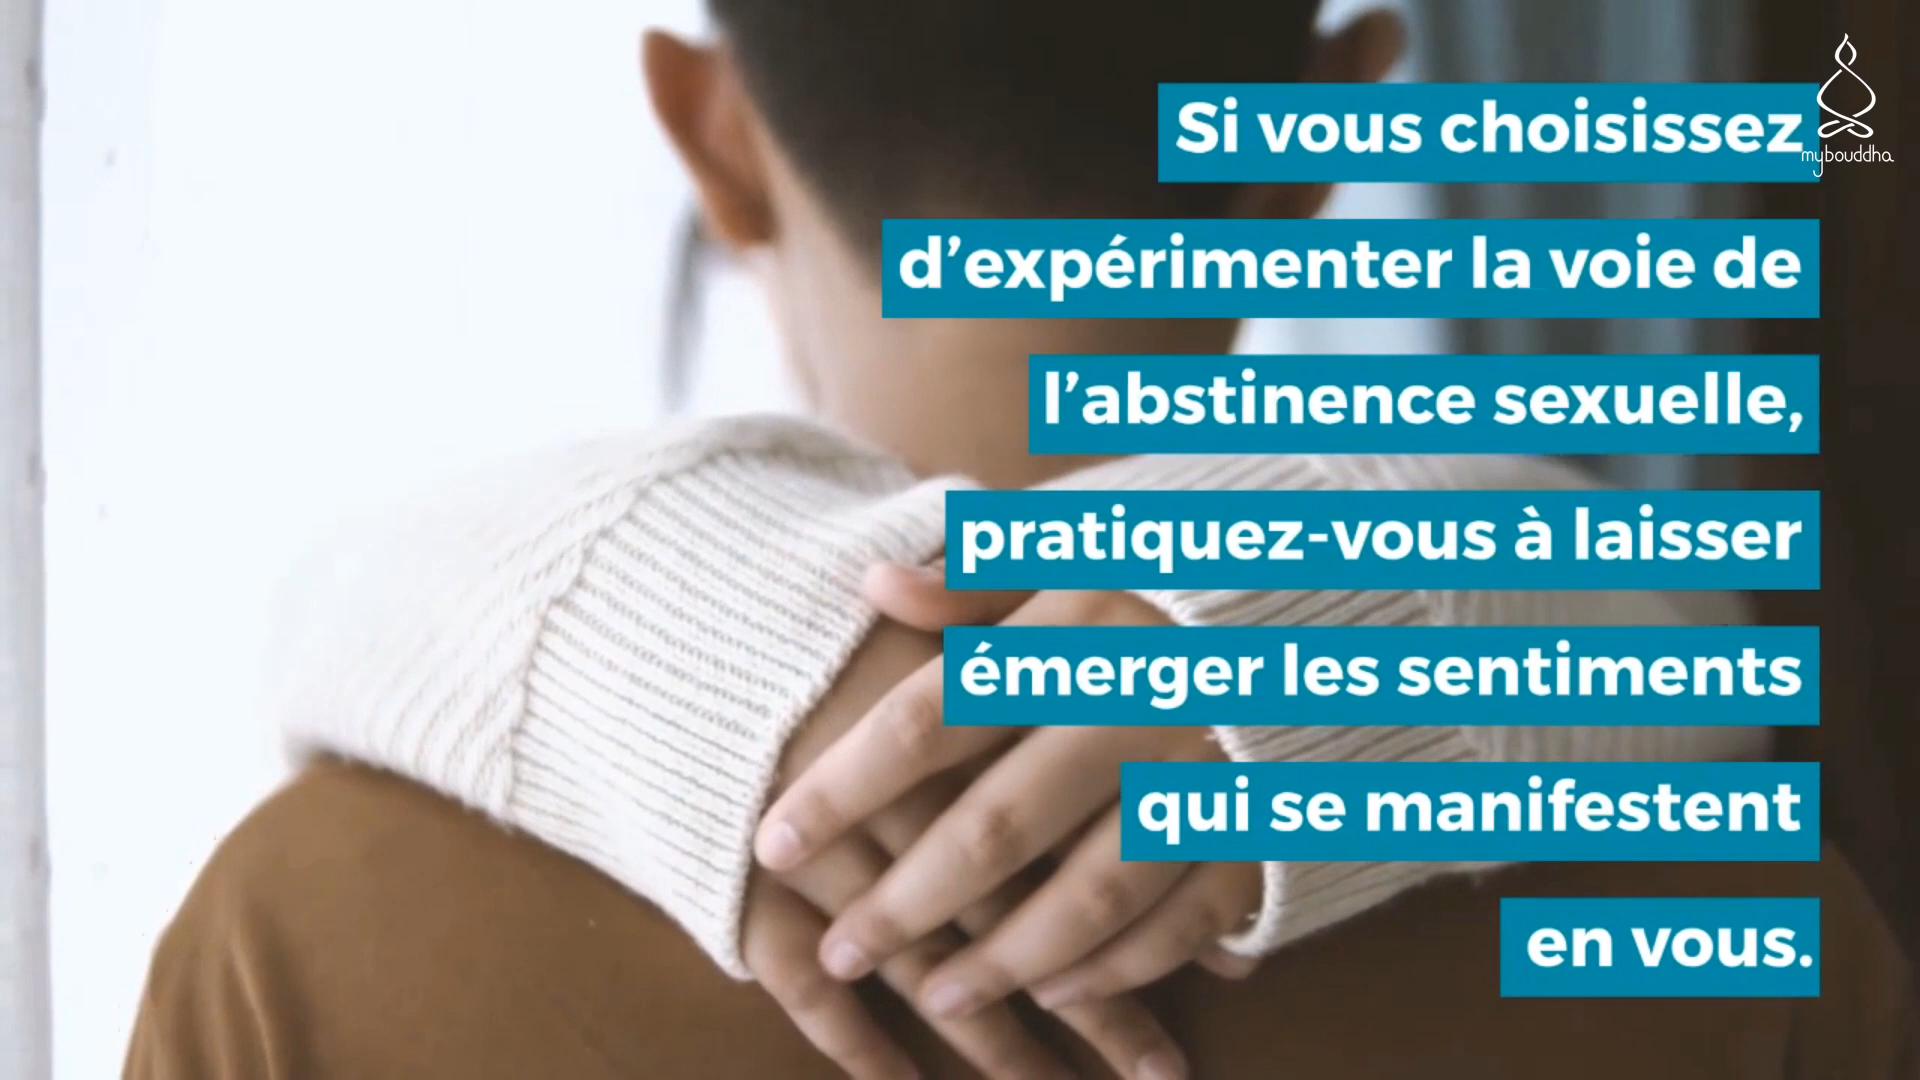 Si vous choisissez
d’expérimenter la voie de
l’abstinence sexuelle,
pratiquez-vous à laisser
émerger les sentiments
qui se manifestent
en vous.
mybouddha